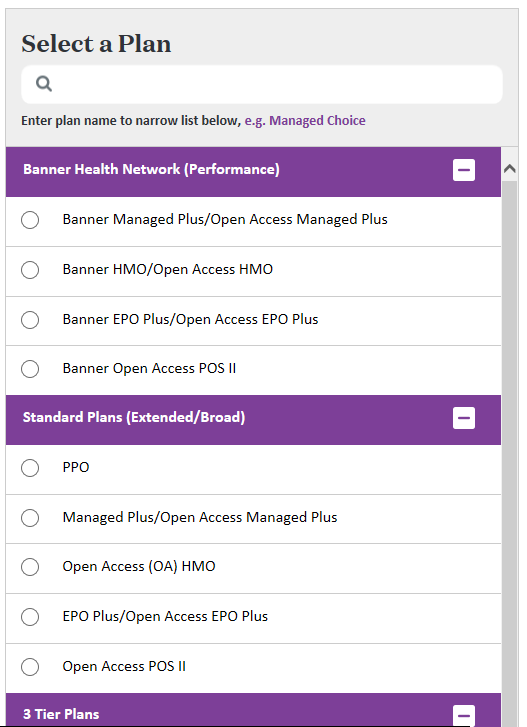 Select a Plan
Enter plan name to narrow list below, e.g. Managed Choice
Banner Health Network (Performance)
Banner Managed Plus/Open Access Managed Plus
Banner HMO/Open Access HMO
Banner EPO Plus/Open Access EPO Plus
Banner Open Access POS II
Standard Plans (Extended/Broad)
PPO
Managed Plus/Open Access Managed Plus
Open Access (OA) HMO
EPO Plus/Open Access EPO Plus
Open Access POS II
3 Tier Plans